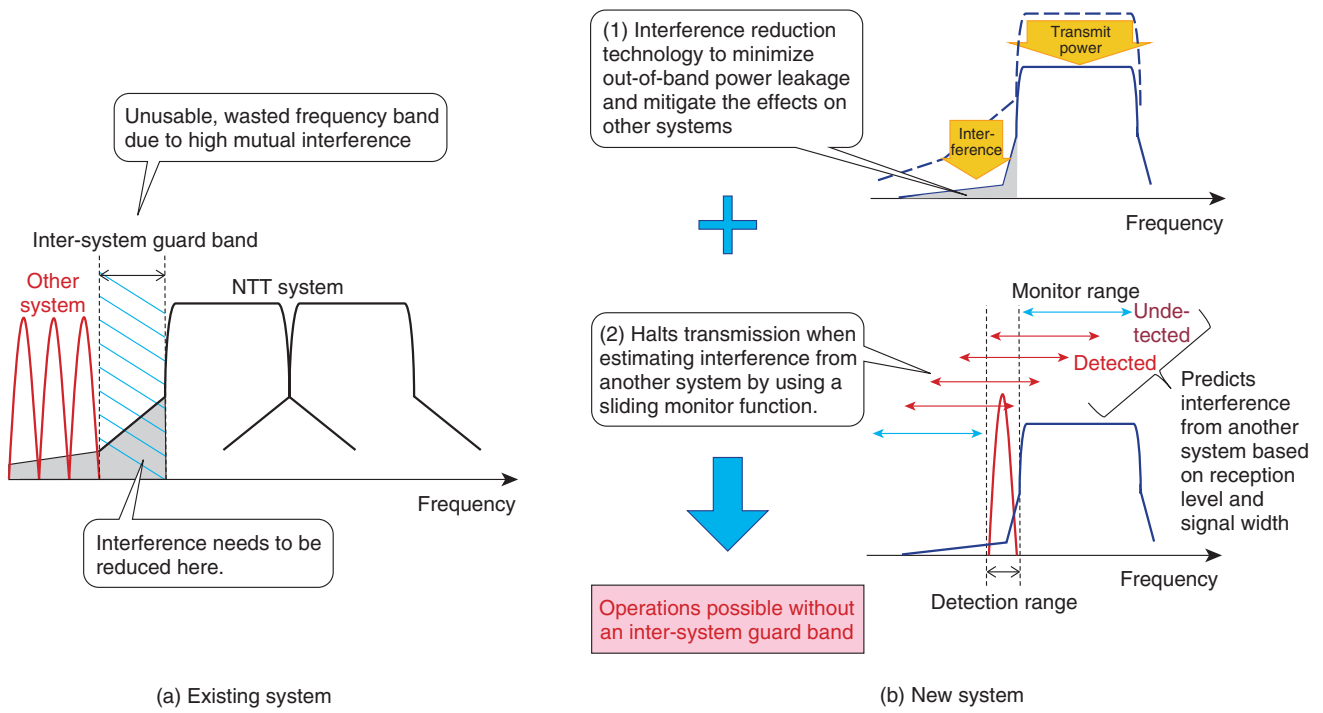 Unusable, wasted frequency band
due to high mutual interference
Inter-system guard band
Other
system
NTT system
Frequency
Interference needs to be
reduced here.
(a) Existing system
(1) Interference reduction
technology to minimize
out-of-band power leakage
and mitigate the effects on
other systems
Transmit
power
Inter-
ference
Frequency
(2) Halts transmission when
estimating interference from
another system by using a
sliding monitor function.
Monitor range
Unde-
tected
Detected
Predicts
interference
from another
system based
on reception
level and
signal width
Frequency
Detection range
Operations possible without
an inter-system guard band
(b) New system